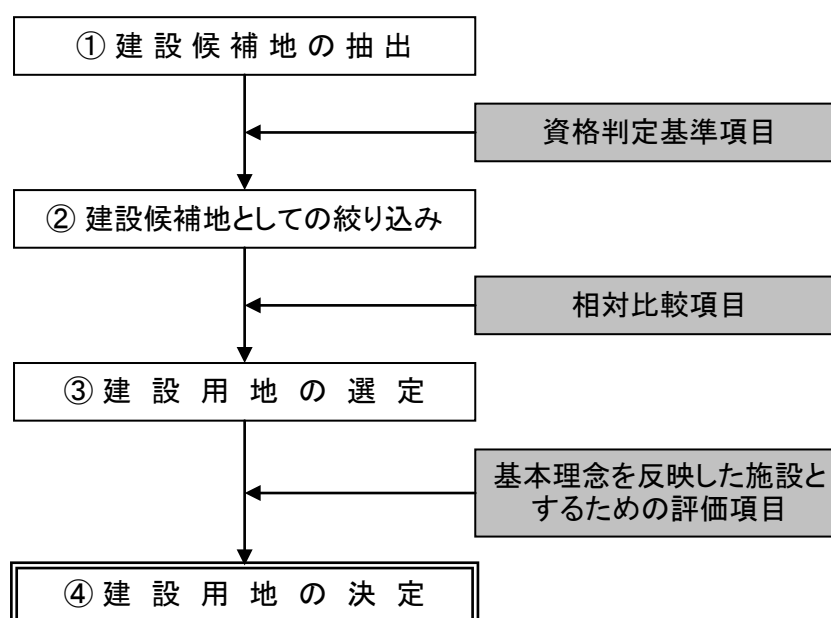 ①建設候補地の抽出
資格判定基準項目
②建設候補地としての絞り込み
相対比較項目
③建設用地の選定
基本理念を反映した施設と
するための評価項目
④建設用地の決定